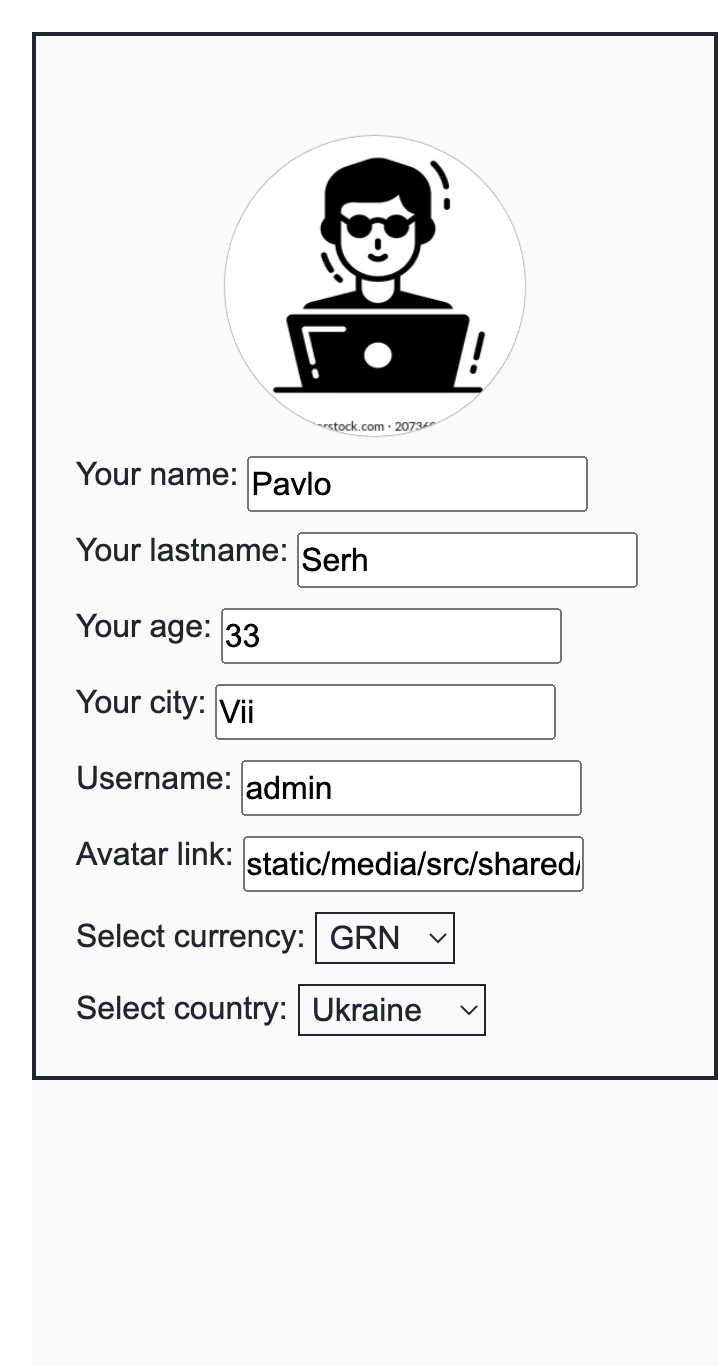 rstock.com · 20736
Your name: Pavlo
Your lastname: Serh
Your age: 33
Your city: Vii
Username: admin
Avatar link: static/media/src/shared/
Select currency: GRN
Select country: Ukraine